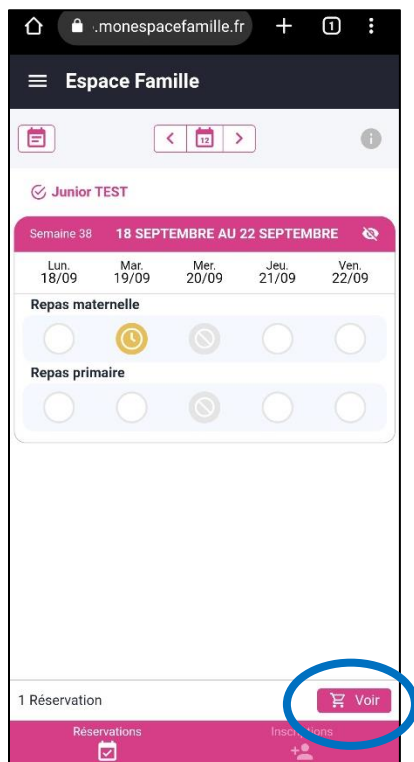 .monespacefamille.fr 1
Espace Famille
12
Junior TEST
Semaine 38 18 SEPTEMBRE AU 22 SEPTEMBRE
Lun. Mar. Mer. Jeu. Ven.
18/09 19/09 20/09 21/09 22/09
Repas maternelle
Repas primaire
1 Réservation Voir
Réservations Inscriptions